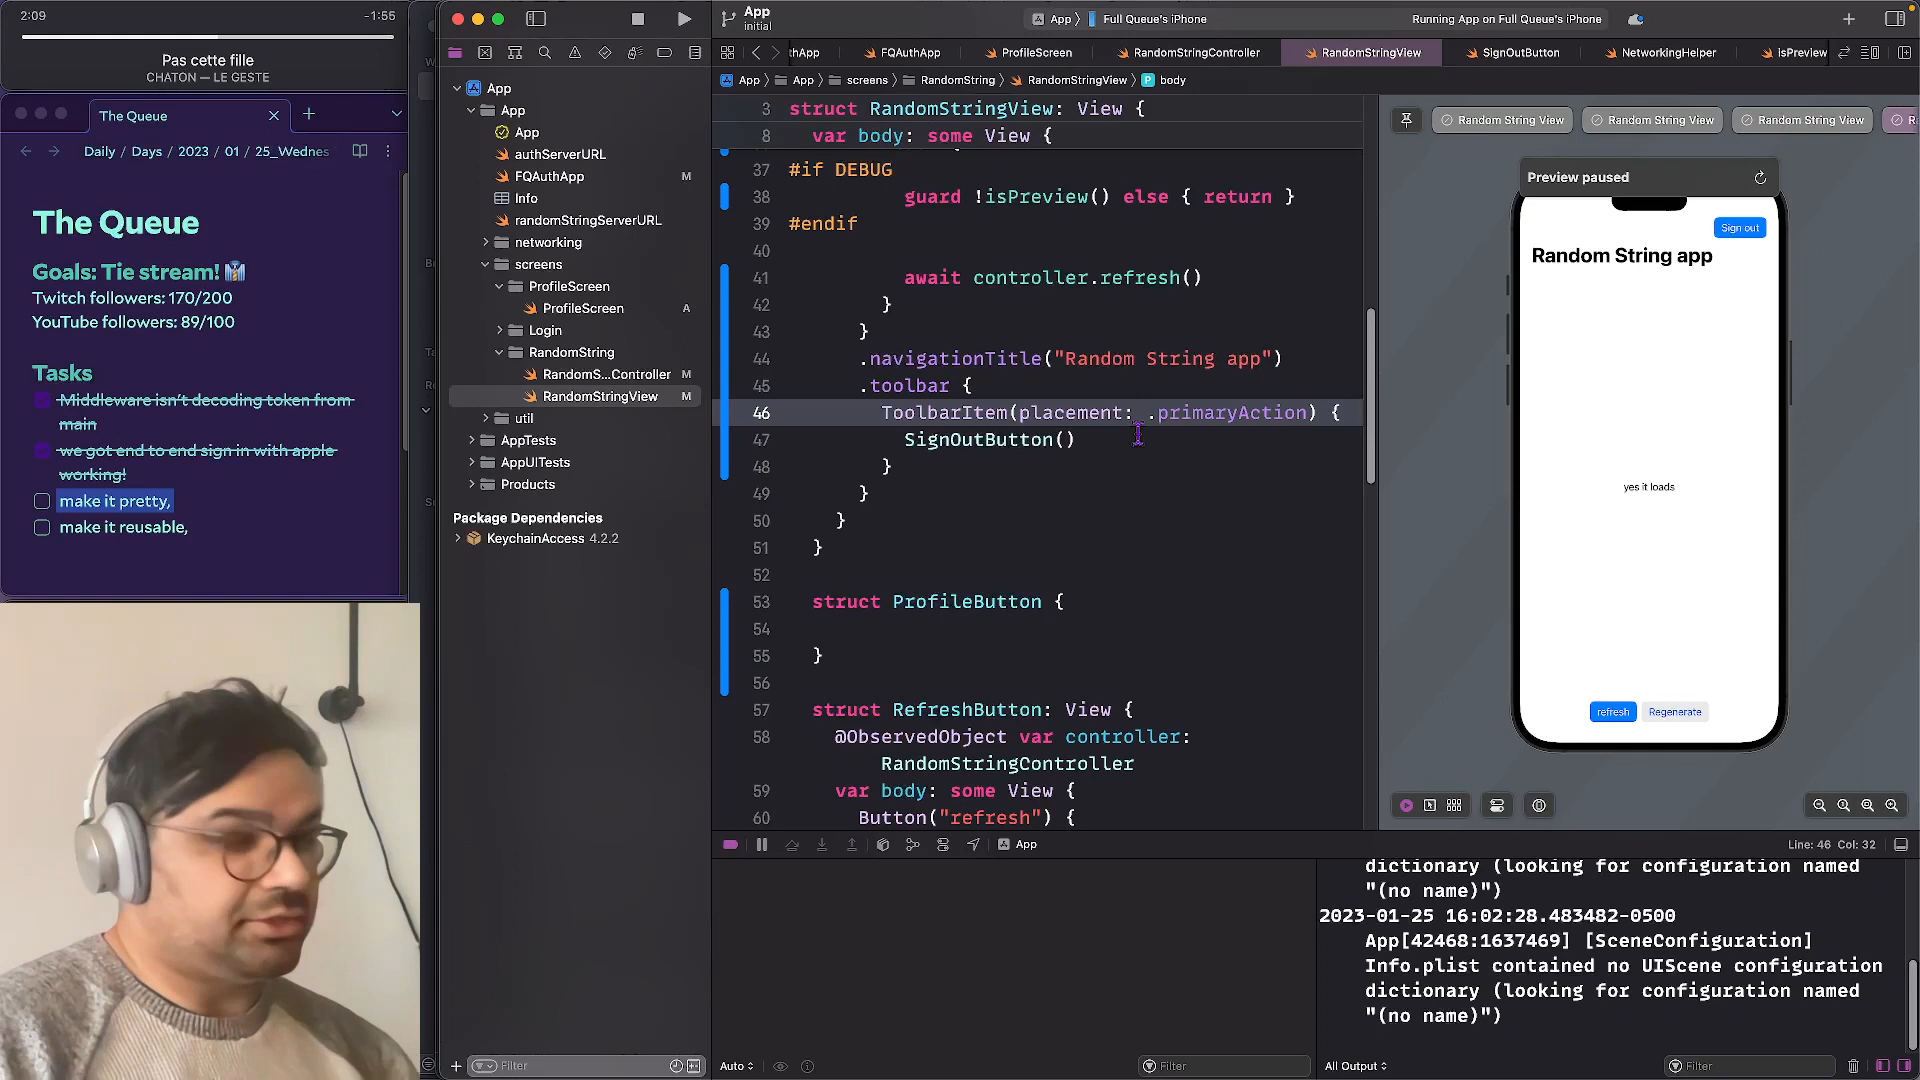 2:09
-1:55
Pas cette fille
CHATON — LE GESTE
The Queue
Daily / Days / 2023 / 01 / 25_Wednes
The Queue
Goals: Tie stream! 👔
Twitch followers: 170/200
YouTube followers: 89/100
Tasks
Middleware isn't decoding token from
main
we got end to end sign in with apple
working!
make it pretty,
make it reusable,
App
initial
App
Full Queue's iPhone
Running App on Full Queue's iPhone
thApp
FQAuthApp
ProfileScreen
RandomStringController
RandomStringView
SignOutButton
NetworkingHelper
isPreview
App
App
screens
RandomString
RandomStringView
P
body
App
App
App
authServerURL
FQAuthApp
M
Info
randomStringServerURL
networking
screens
ProfileScreen
ProfileScreen
A
Login
RandomString
RandomS...Controller
M
RandomStringView
M
util
AppTests
AppUITests
Products
Package Dependencies
KeychainAccess 4.2.2
Filter
3 struct RandomStringView: View {
8 var body: some View {
37 #if DEBUG
38 guard !isPreview() else { return }
39 #endif
40
41 await controller.refresh()
42 }
43 }
44 .navigationTitle("Random String app")
45 .toolbar {
46 ToolbarItem(placement: .primaryAction) {
47 SignOutButton()
48 }
49 }
50 }
51 }
52
53 struct ProfileButton {
54
55 }
56
57 struct RefreshButton: View {
58 @ObservedObject var controller:
RandomStringController
59 var body: some View {
60 Button("refresh") {
Random String View
Random String View
Random String View
Preview paused
Sign out
Random String app
yes it loads
refresh
Regenerate
App
Line: 46 Col: 32
dictionary (looking for configuration named
"(no name)")
2023-01-25 16:02:28.483482-0500
App[42468:1637469] [SceneConfiguration]
Info.plist contained no UIScene configuration
dictionary (looking for configuration named
"(no name)")
Auto
Filter
All Output
Filter